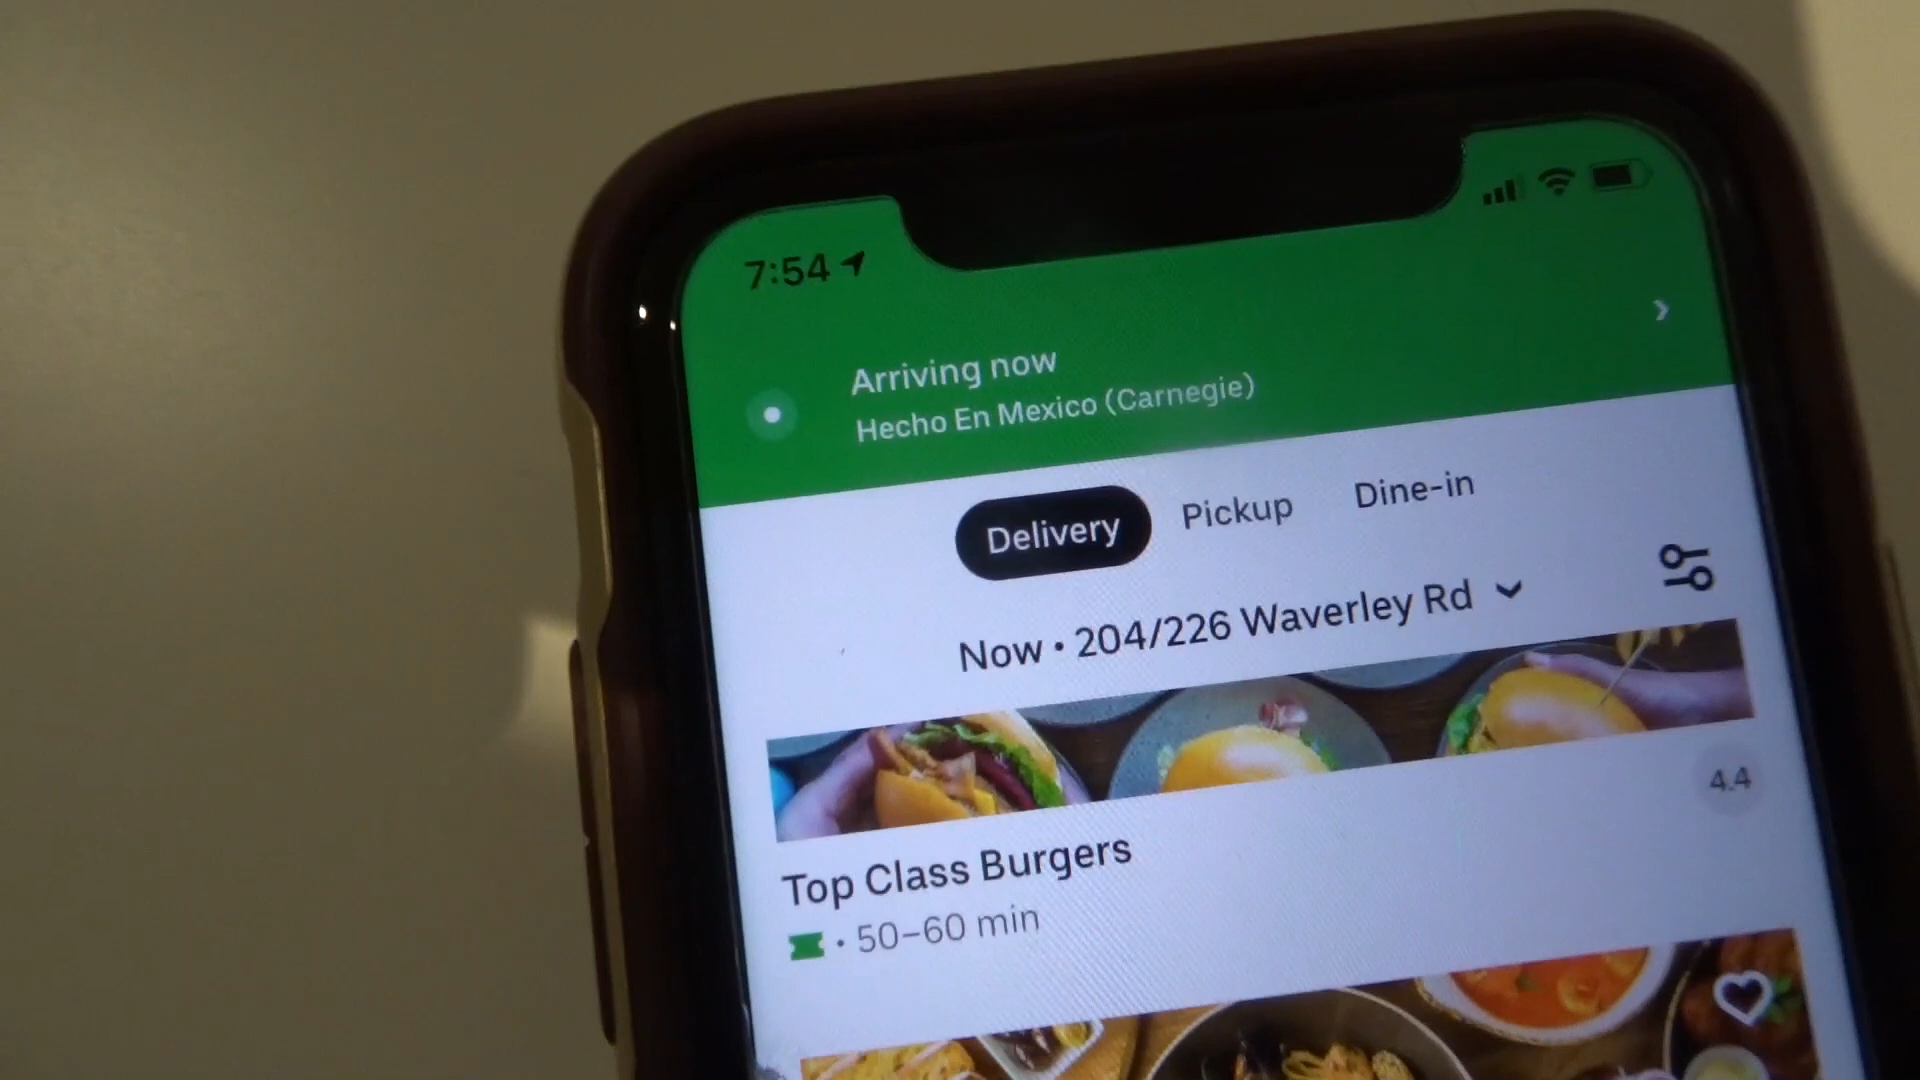 7:54
Arriving now
Hecho En Mexico (Carnegie)
Delivery Pickup Dine-in
Now • 204/226 Waverley Rd
4.4
Top Class Burgers
• 50–60 min